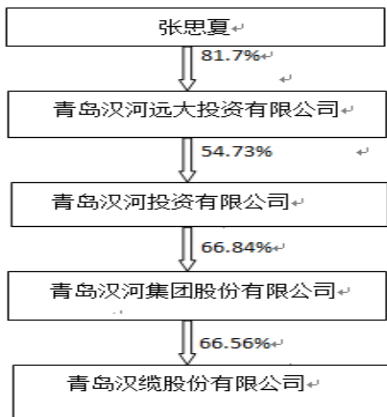 张思夏
81.7%
青岛汉河远大投资有限公司
54.73%
青岛汉河投资有限公司
66.84%
青岛汉河集团股份有限公司
66.56%
青岛汉缆股份有限公司